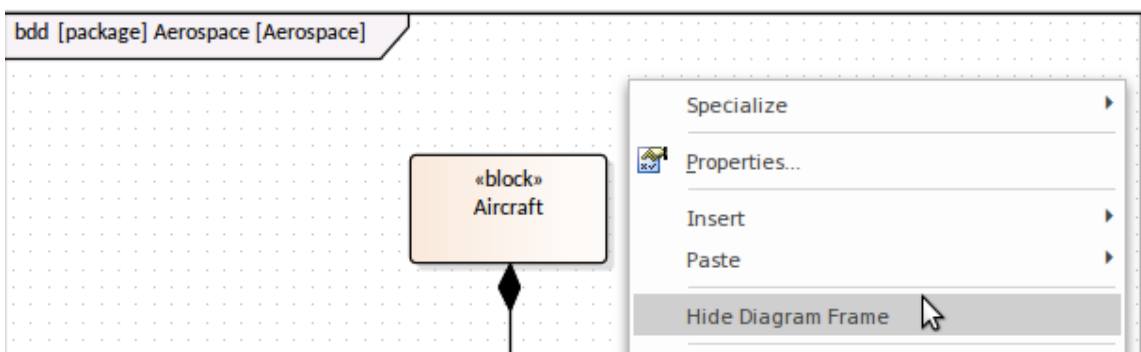 bdd [package] Aerospace [Aerospace]
«block»
Aircraft
Specialize
Properties...
Insert
Paste
Hide Diagram Frame